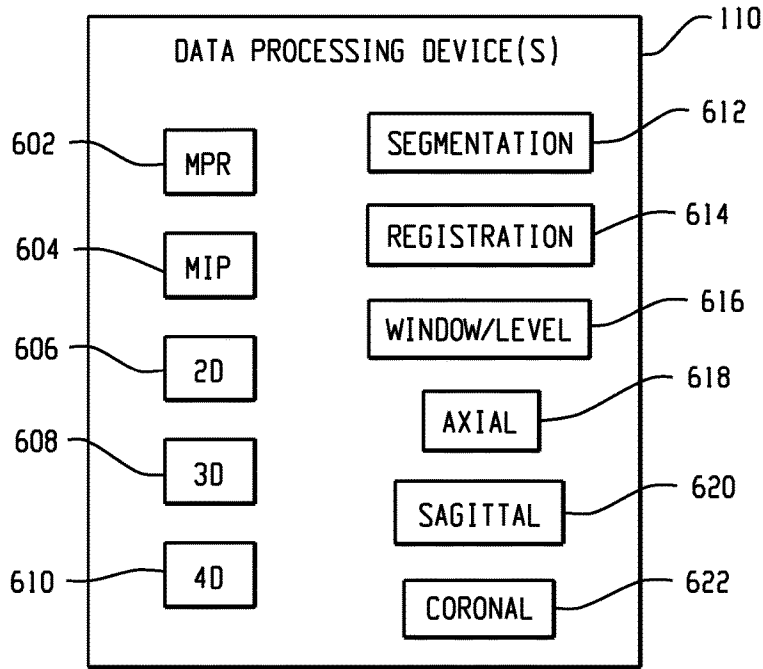 110
DATA PROCESSING DEVICE(S)
602
MPR
604
MIP
606
2D
608
3D
610
4D
SEGMENTATION
612
REGISTRATION
614
WINDOW/LEVEL
616
AXIAL
618
SAGITTAL
620
CORONAL
622